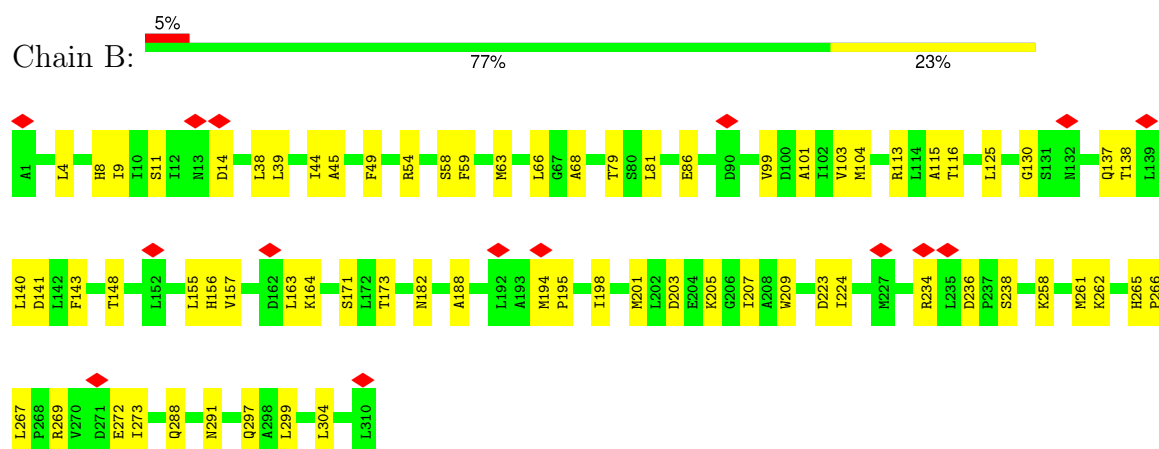 5%
Chain B:
77% 23%
A1 L4 H8 I9 I10 S11 I12 N13 D14 L38 L39 I44 A45 F49 R54 S58 F59 M63 L66 G67 A68 T79 S80 L81 E86 D90 V99 D100 A101 I102 V103 M104 R113 L114 A115 T116 L125 G130 S131 N132 Q137 T138 L139
L140 D141 L142 F143 T148 L152 L155 H156 V157 D162 L163 K164 S171 L172 T173 N182 A188 L192 A193 M194 P195 I198 M201 L202 D203 E204 K205 G206 I207 A208 W209 D223 I224 M227 R234 L235 D236 P237 S238 K258 M261 K262 H265 P266
L267 P268 R269 V270 D271 E272 I273 Q288 N291 Q297 A298 L299 L304 L310